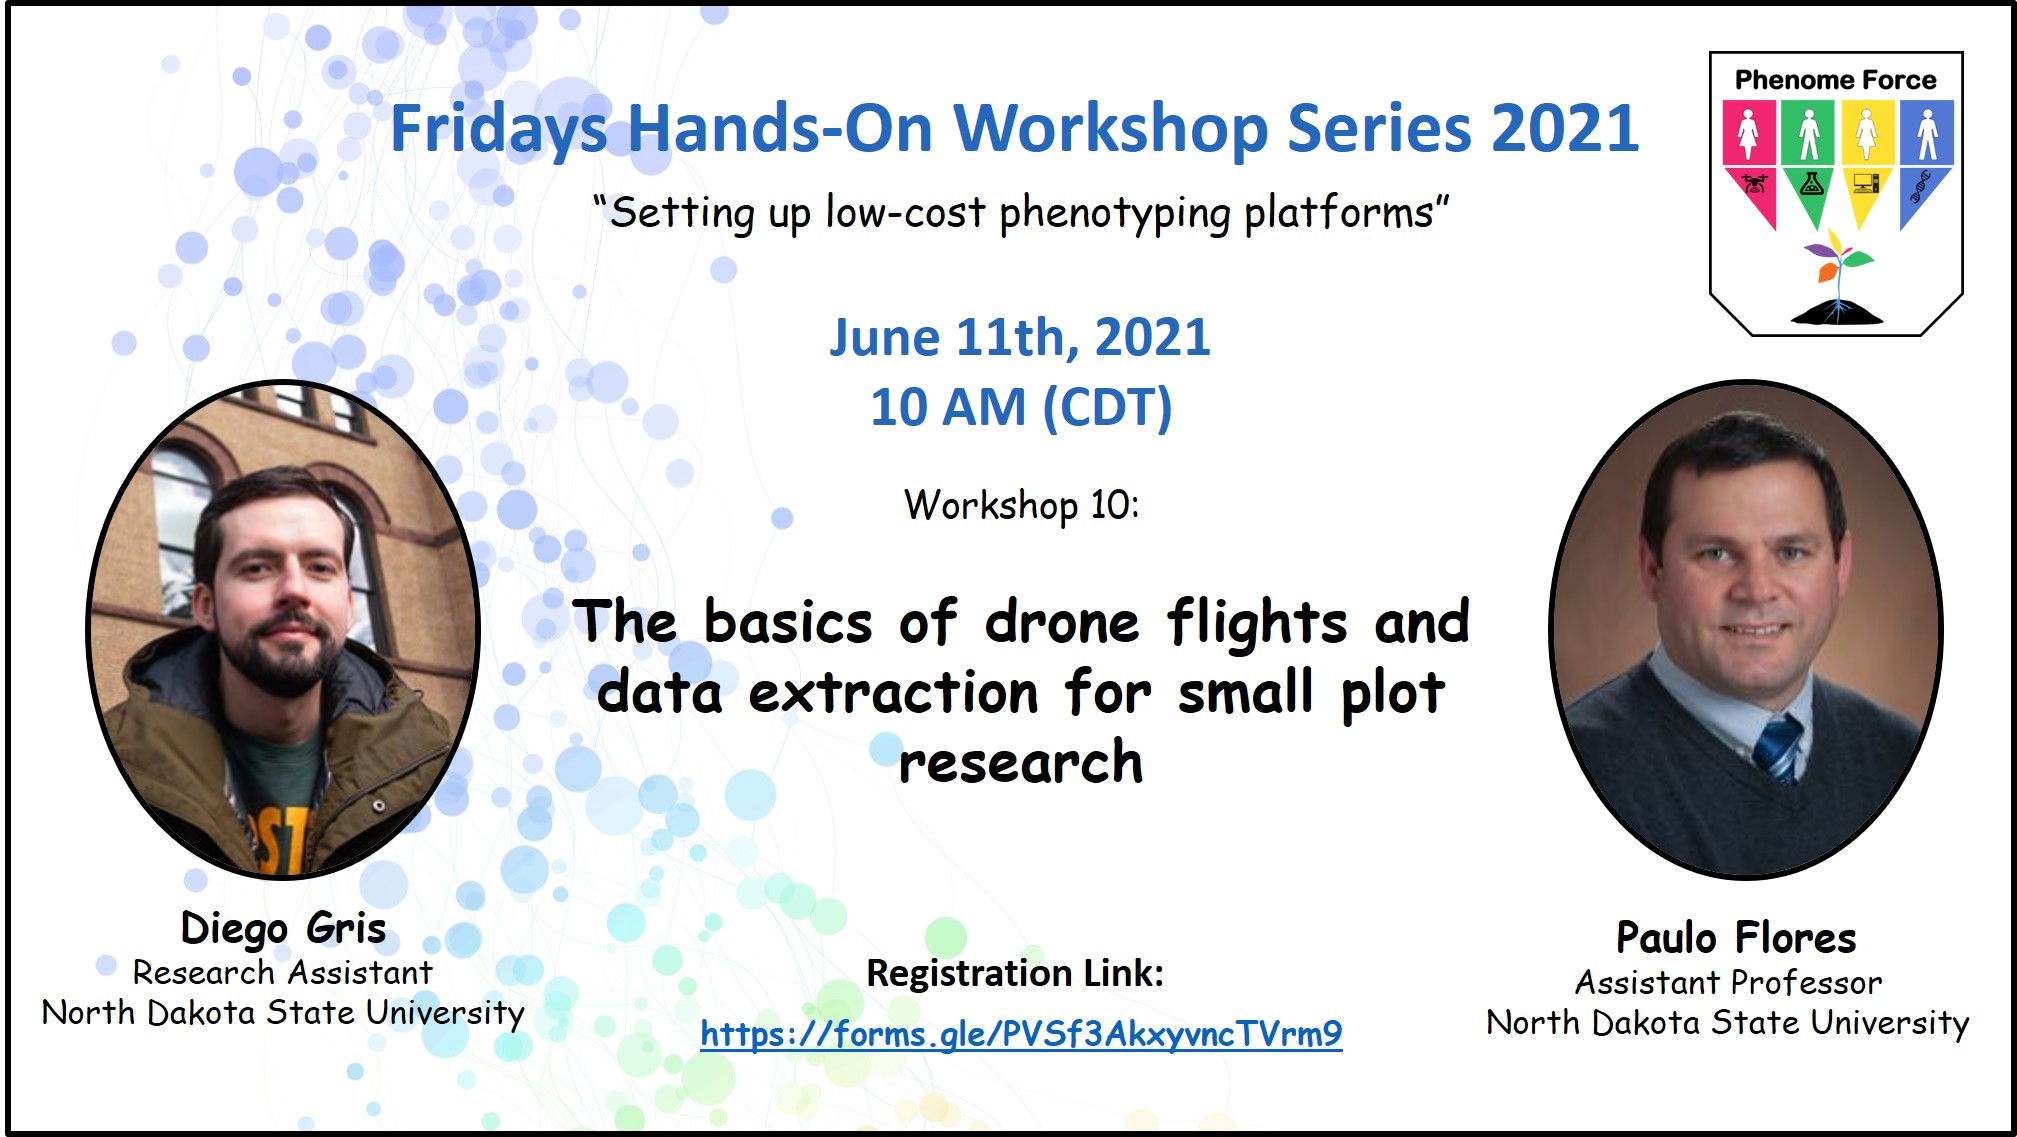 Phenome Force
Fridays Hands-On Workshop Series 2021
“Setting up low-cost phenotyping platforms”
June 11th, 2021
10 AM (CDT)
Workshop 10:
The basics of drone flights and
data extraction for small plot
research
ST
Diego Gris
Research Assistant
North Dakota State University
Paulo Flores
Assistant Professor
North Dakota State University
Registration Link:
https://forms.gle/PVSf3AkxyvncTVrm9